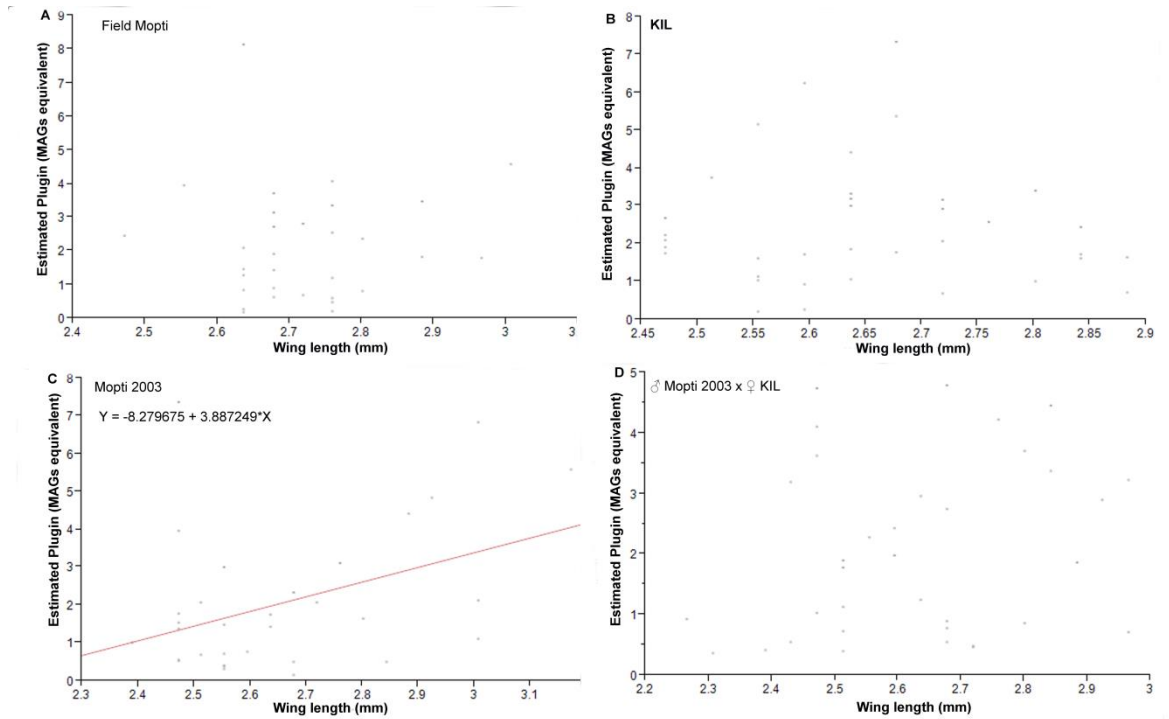 A
Field Mopti
Estimated Plugin (MAGs equivalent)
9
8
7
6
5
4
3
2
1
0
2.4 2.5 2.6 2.7 2.8 2.9 3 3
Wing length (mm)
B
KIL
Estimated Plugin (MAGs equivalent)
8
7
6
5
4
3
2
1
0
2.45 2.5 2.55 2.6 2.65 2.7 2.75 2.8 2.85 2.9
Wing length (mm)
C
Mopti 2003
Y = -8.279675 + 3.887249*X
Estimated Plugin (MAGs equivalent)
8
7
6
5
4
3
2
1
0
2.3 2.4 2.5 2.6 2.7 2.8 2.9 3 3.1
Wing length (mm)
D
♂ Mopti 2003 x ♀ KIL
Estimated Plugin (MAGs equivalent)
5
4
3
2
1
0
2.2 2.3 2.4 2.5 2.6 2.7 2.8 2.9 3
Wing length (mm)